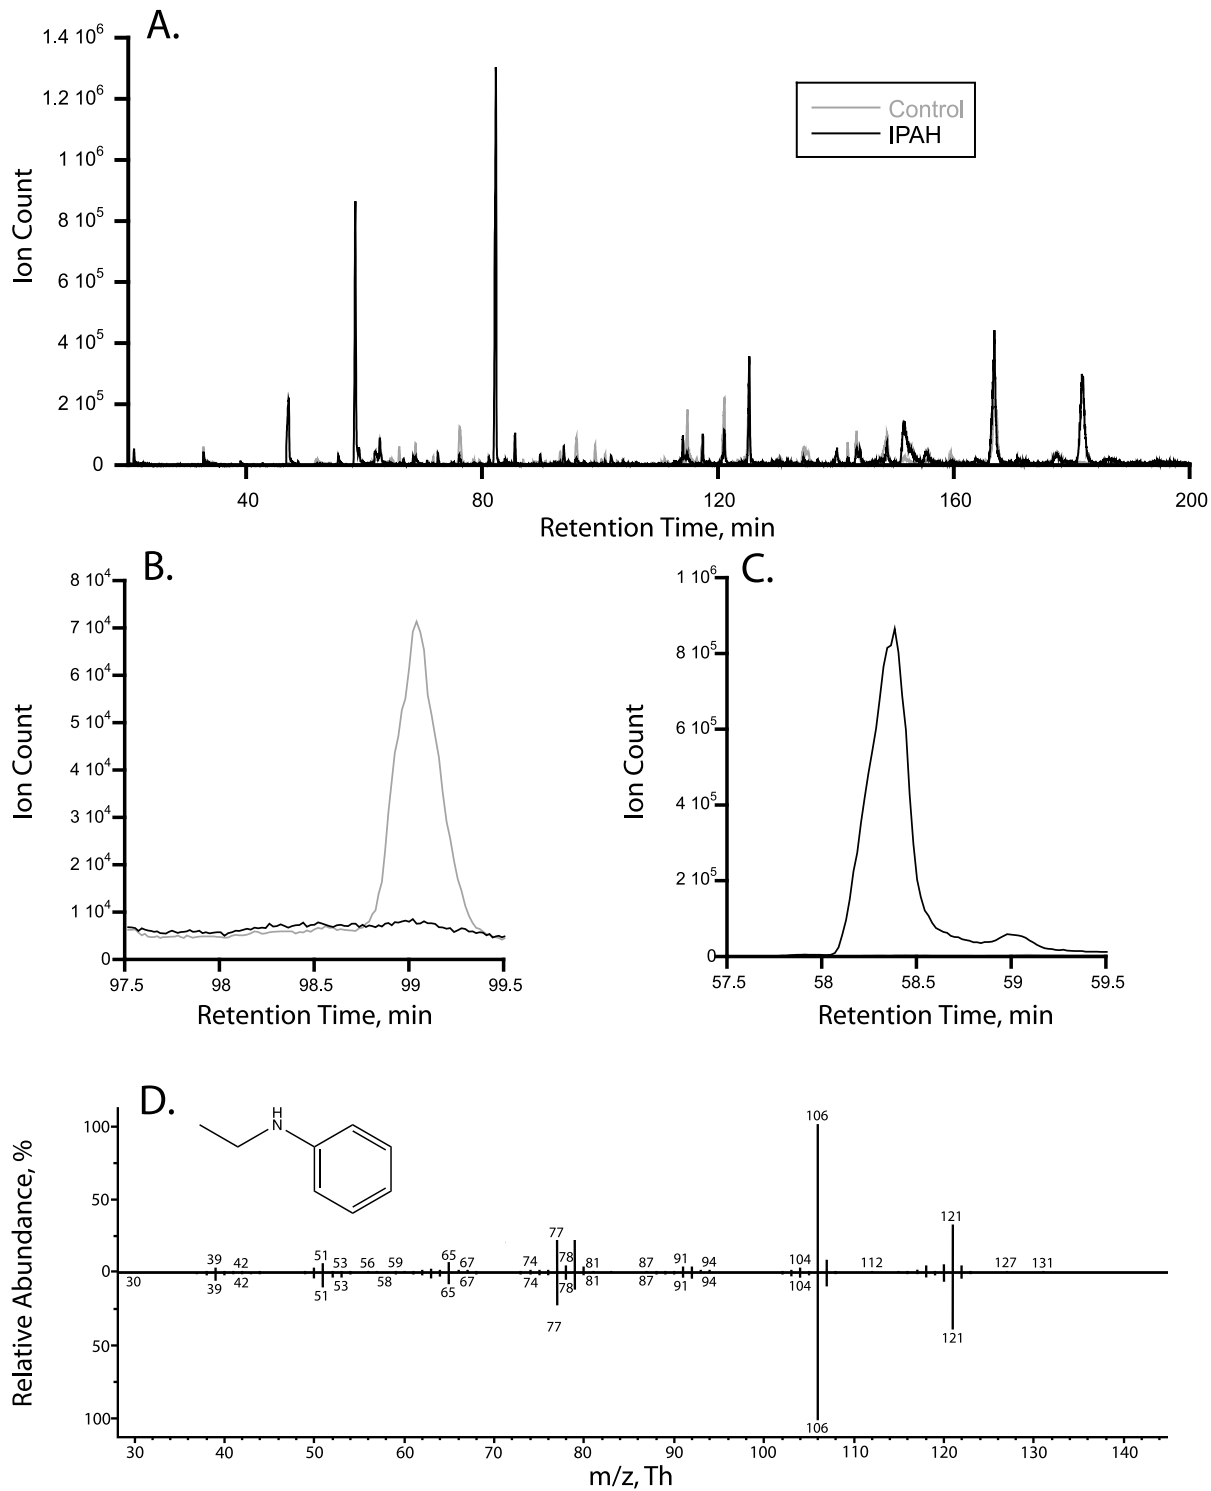 A.
1.4 10⁶
1.2 10⁶
1 10⁶
8 10⁵
6 10⁵
4 10⁵
2 10⁵
0
Ion Count
Control
IPAH
40 80 120 160 200
Retention Time, min
B.
8 10⁴
7 10⁴
6 10⁴
5 10⁴
4 10⁴
3 10⁴
2 10⁴
1 10⁴
0
Ion Count
97.5 98 98.5 99 99.5
Retention Time, min
C.
1 10⁶
8 10⁵
6 10⁵
4 10⁵
2 10⁵
0
Ion Count
57.5 58 58.5 59 59.5
Retention Time, min
D.
H
N
Relative Abundance, %
100
50
0
50
100
106
121
77
39 42 51 53 56 59 65 67 74 78 81 87 91 94 104 112 127 131
30 39 42 51 53 58 65 67 74 78 81 87 91 94 104
77
121
106
30 40 50 60 70 80 90 100 110 120 130 140
m/z, Th